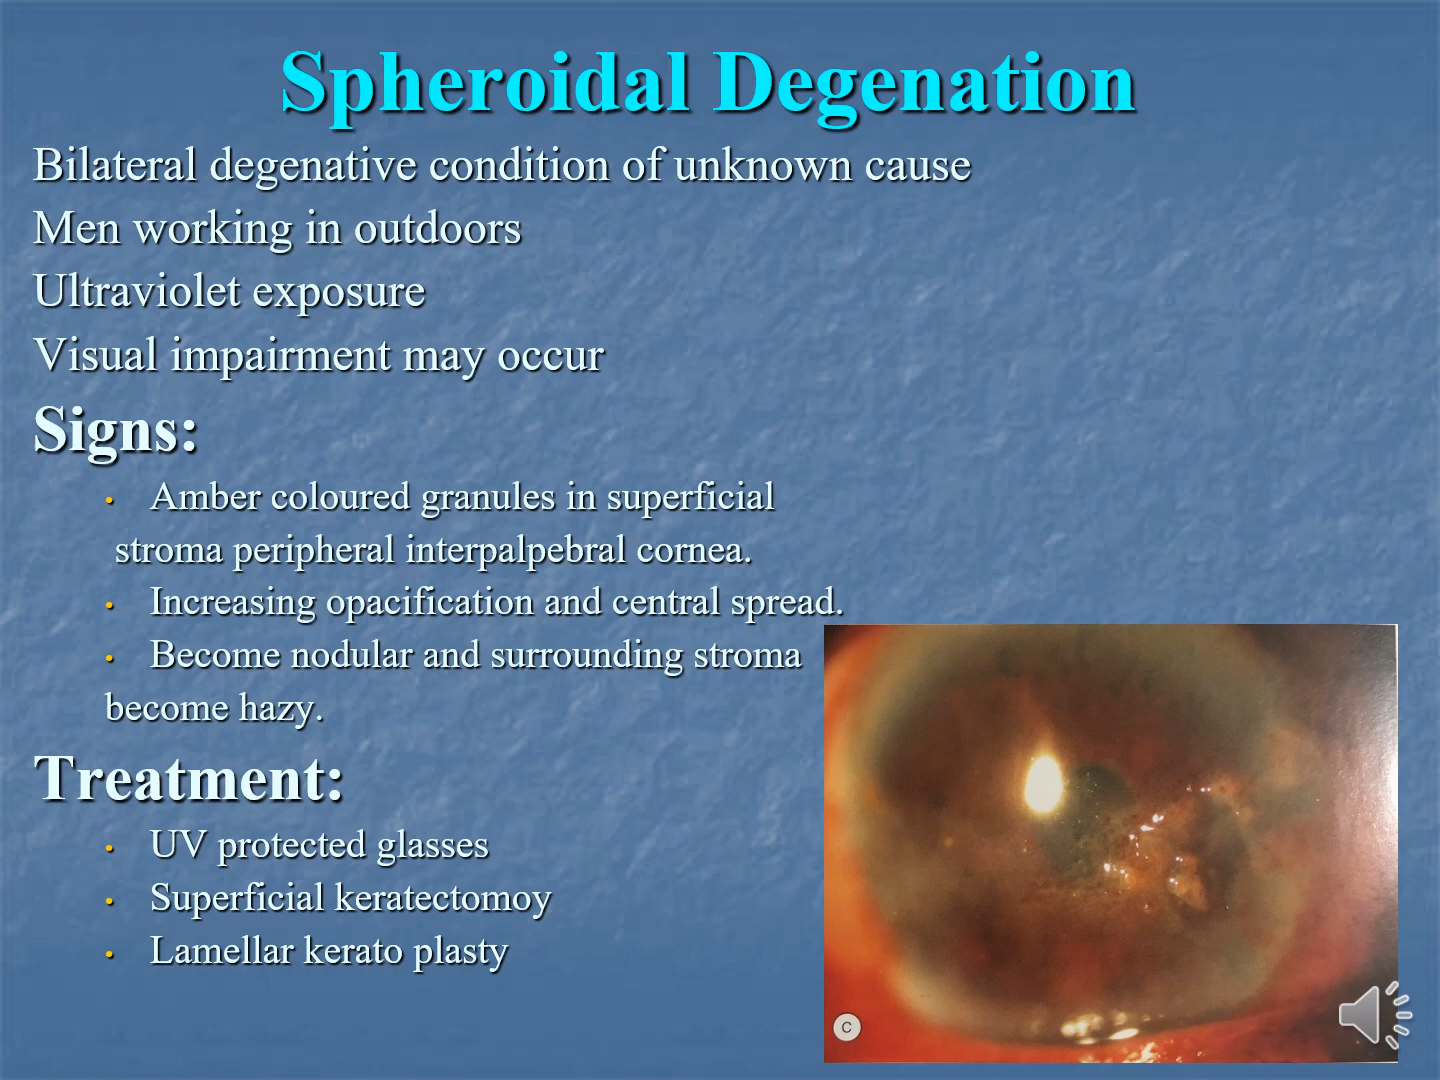 Spheroidal Degenation
Bilateral degenative condition of unknown cause
Men working in outdoors
Ultraviolet exposure
Visual impairment may occur
Signs:
• Amber coloured granules in superficial
stroma peripheral interpalpebral cornea.
• Increasing opacification and central spread.
• Become nodular and surrounding stroma
become hazy.
Treatment:
• UV protected glasses
• Superficial keratectomoy
• Lamellar kerato plasty
C